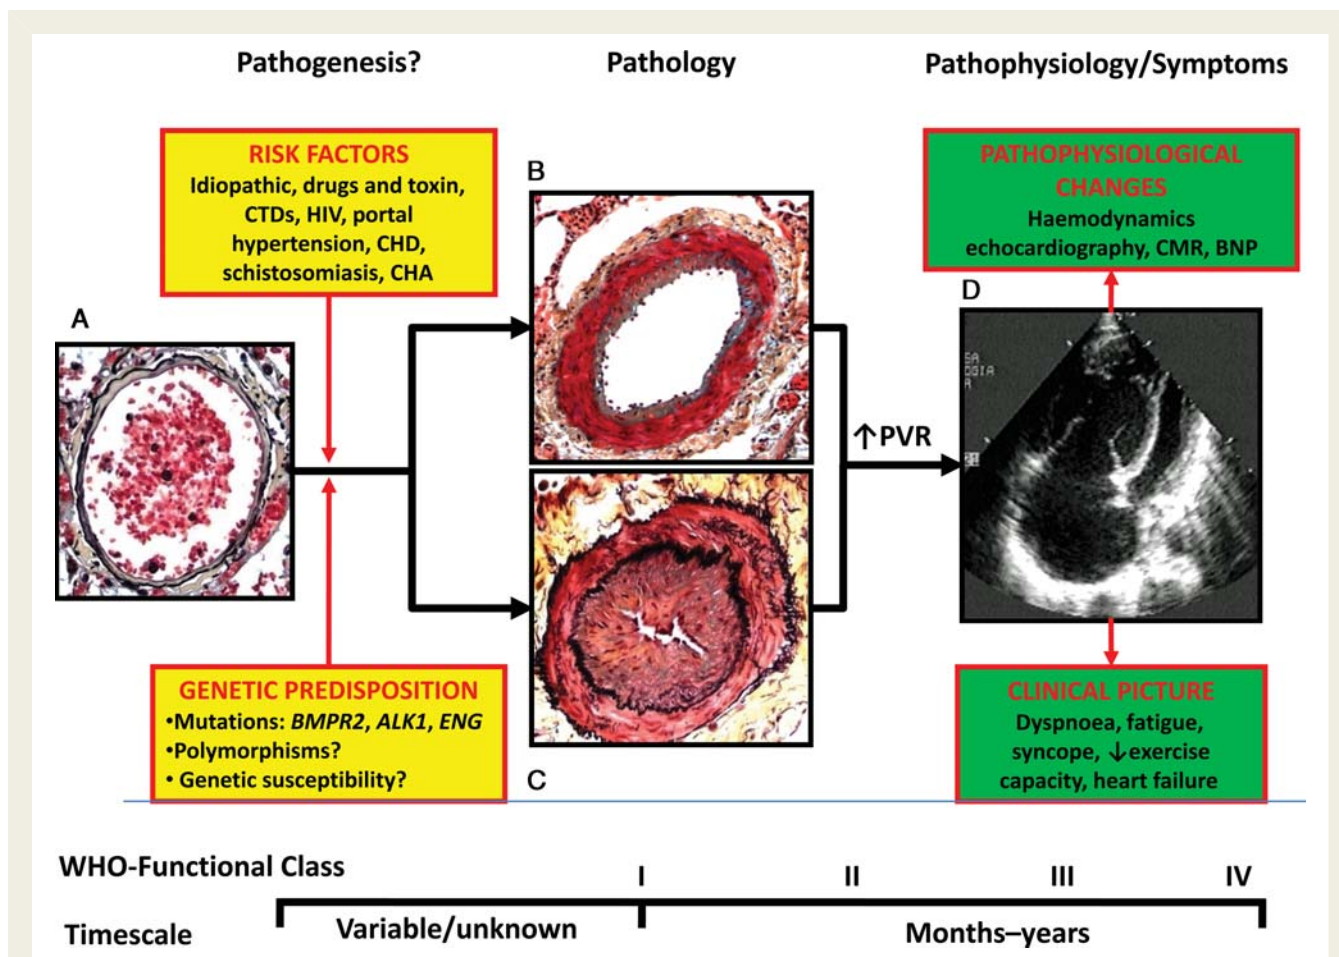 Pathogenesis?
Pathology
Pathophysiology/Symptoms
RISK FACTORS
Idiopathic, drugs and toxin,
CTDs, HIV, portal
hypertension, CHD,
schistosomiasis, CHA
A
GENETIC PREDISPOSITION
•Mutations: BMPR2, ALK1, ENG
•Polymorphisms?
• Genetic susceptibility?
B
C
↑PVR
PATHOPHYSIOLOGICAL
CHANGES
Haemodynamics
echocardiography, CMR, BNP
D
CLINICAL PICTURE
Dyspnoea, fatigue,
syncope, ↓exercise
capacity, heart failure
WHO-Functional Class
I II III IV
Timescale
Variable/unknown
Months–years